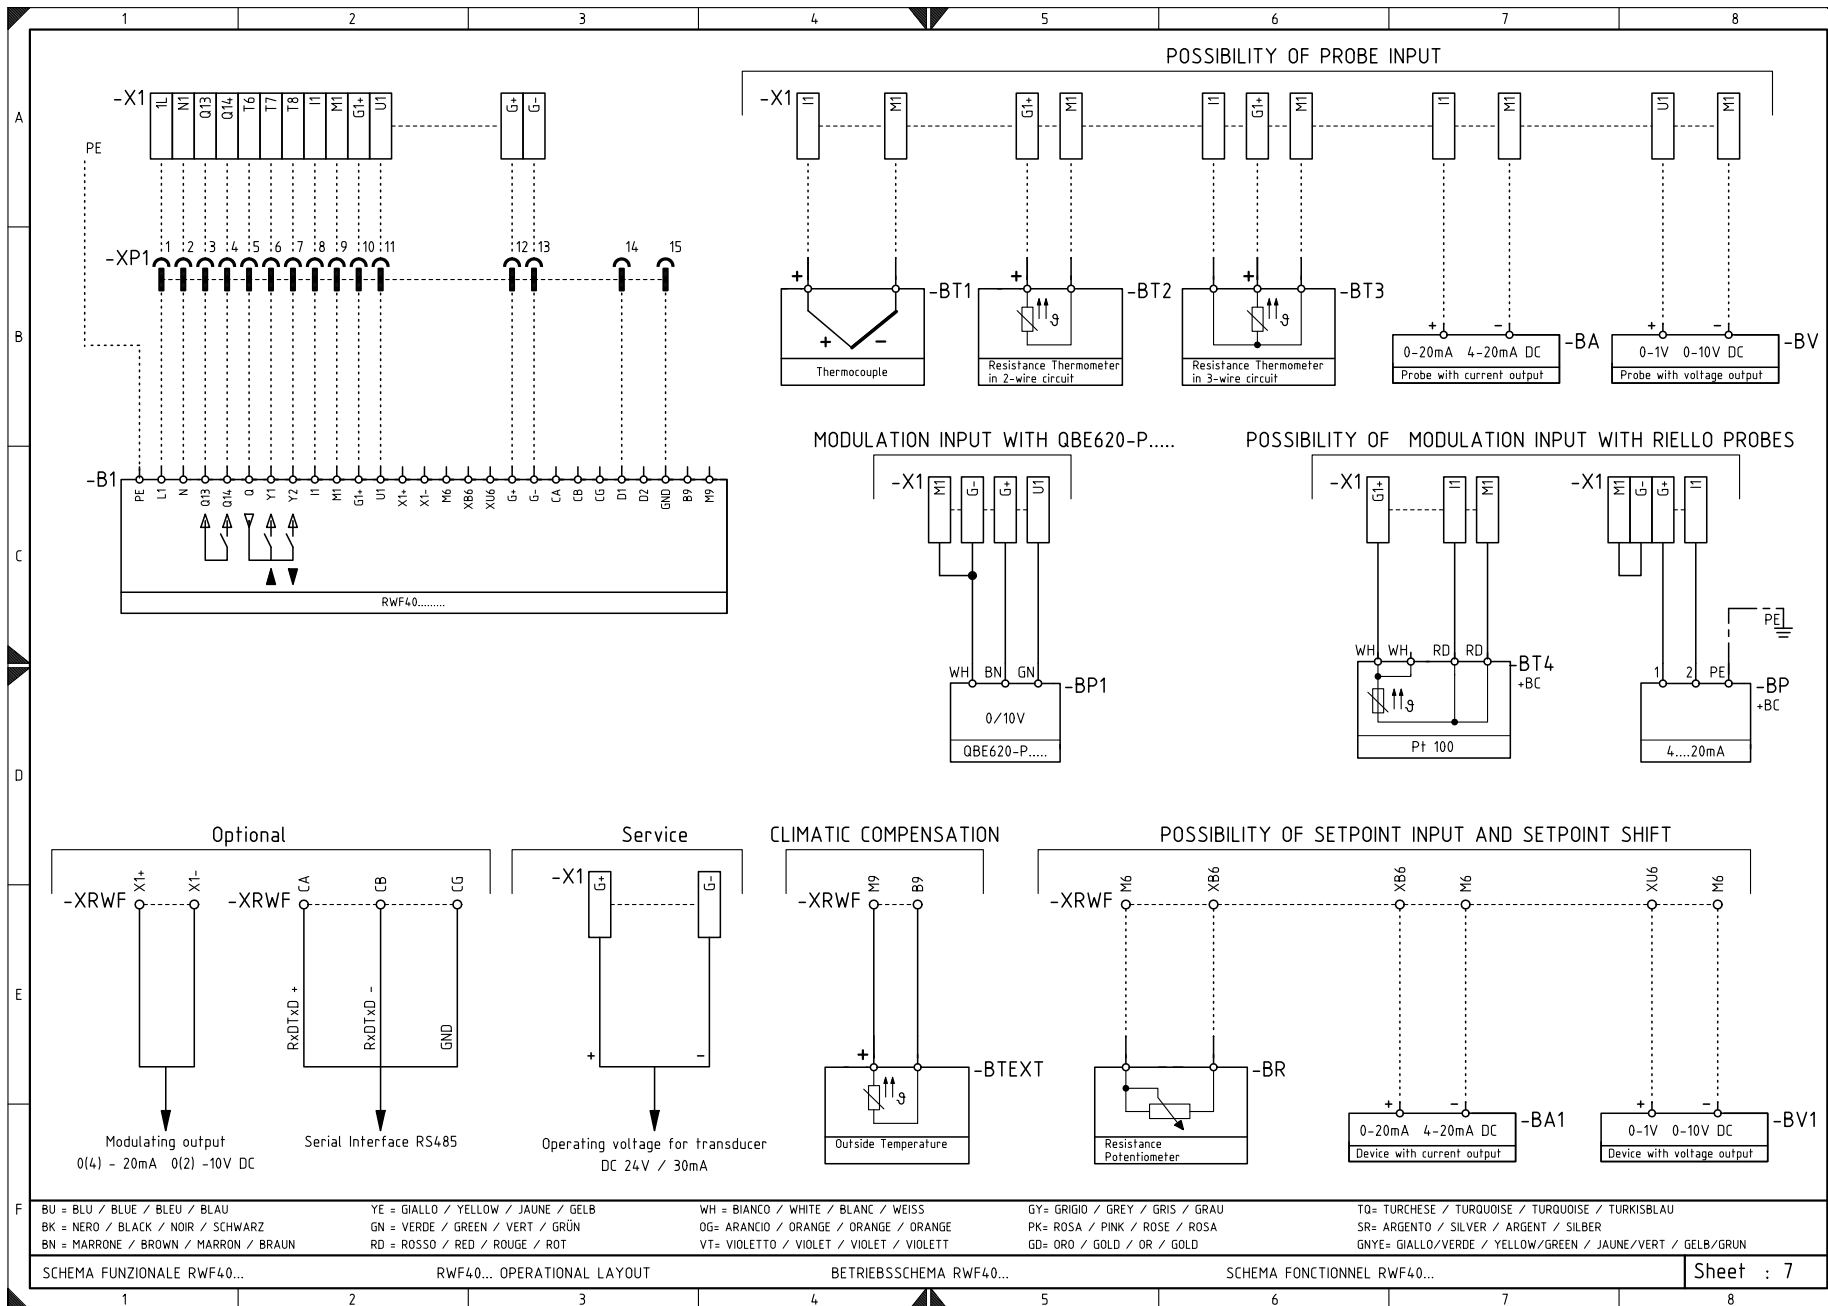 1 2 3 4 5 6 7 8
A
B
C
D
E
F
-X1
1L N1 Q13 Q14 T6 T7 T8 I1 M1 G1+ U1 G+ G-
PE
-XP1
1 2 3 4 5 6 7 8 9 10 11 12 13 14 15
-B1
PE L1 N Q13 Q14 Q Y1 Y2 I1 M1 G1+ U1 X1+ X1- M6 XB6 XU6 G+ G- CA CB CG D1 D2 GND B9 M9
RWF40.........
POSSIBILITY OF PROBE INPUT
-X1
I1 M1 G1+ M1 I1 G1+ M1 I1 M1 U1 M1
+
+ -
-BT1
Thermocouple
+
ϑ
-BT2
Resistance Thermometer
in 2-wire circuit
+
ϑ
-BT3
Resistance Thermometer
in 3-wire circuit
+ -
-BA
0-20mA 4-20mA DC
Probe with current output
+ -
-BV
0-1V 0-10V DC
Probe with voltage output
MODULATION INPUT WITH QBE620-P.....
-X1
M1 G- G+ U1
WH BN GN
-BP1
0/10V
QBE620-P.....
POSSIBILITY OF MODULATION INPUT WITH RIELLO PROBES
-X1
G1+ I1 M1
WH WH RD RD
-BT4
+BC
ϑ
Pt 100
-X1
M1 G- G+ I1
PE
1 2 PE
-BP
+BC
4....20mA
Optional
-XRWF
X1+ X1-
Modulating output
0(4) - 20mA 0(2) -10V DC
-XRWF
CA CB CG
RxDTxD +
RxDTxD -
GND
Serial Interface RS485
Service
-X1
G+ G-
+ -
Operating voltage for transducer
DC 24V / 30mA
CLIMATIC COMPENSATION
-XRWF
M9 B9
+
-BTEXT
ϑ
Outside Temperature
POSSIBILITY OF SETPOINT INPUT AND SETPOINT SHIFT
-XRWF
M6 XB6 XB6 M6 XU6 M6
-BR
Resistance
Potentiometer
+ -
-BA1
0-20mA 4-20mA DC
Device with current output
+ -
-BV1
0-1V 0-10V DC
Device with voltage output
BU = BLU / BLUE / BLEU / BLAU
BK = NERO / BLACK / NOIR / SCHWARZ
BN = MARRONE / BROWN / MARRON / BRAUN
YE = GIALLO / YELLOW / JAUNE / GELB
GN = VERDE / GREEN / VERT / GRÜN
RD = ROSSO / RED / ROUGE / ROT
WH = BIANCO / WHITE / BLANC / WEISS
OG= ARANCIO / ORANGE / ORANGE / ORANGE
VT= VIOLETTO / VIOLET / VIOLET / VIOLETT
GY= GRIGIO / GREY / GRIS / GRAU
PK= ROSA / PINK / ROSE / ROSA
GD= ORO / GOLD / OR / GOLD
TQ= TURCHESE / TURQUOISE / TURQUOISE / TURKISBLAU
SR= ARGENTO / SILVER / ARGENT / SILBER
GNYE= GIALLO/VERDE / YELLOW/GREEN / JAUNE/VERT / GELB/GRUN
SCHEMA FUNZIONALE RWF40...
RWF40... OPERATIONAL LAYOUT
BETRIEBSSCHEMA RWF40...
SCHEMA FONCTIONNEL RWF40...
Sheet : 7
1 2 3 4 5 6 7 8